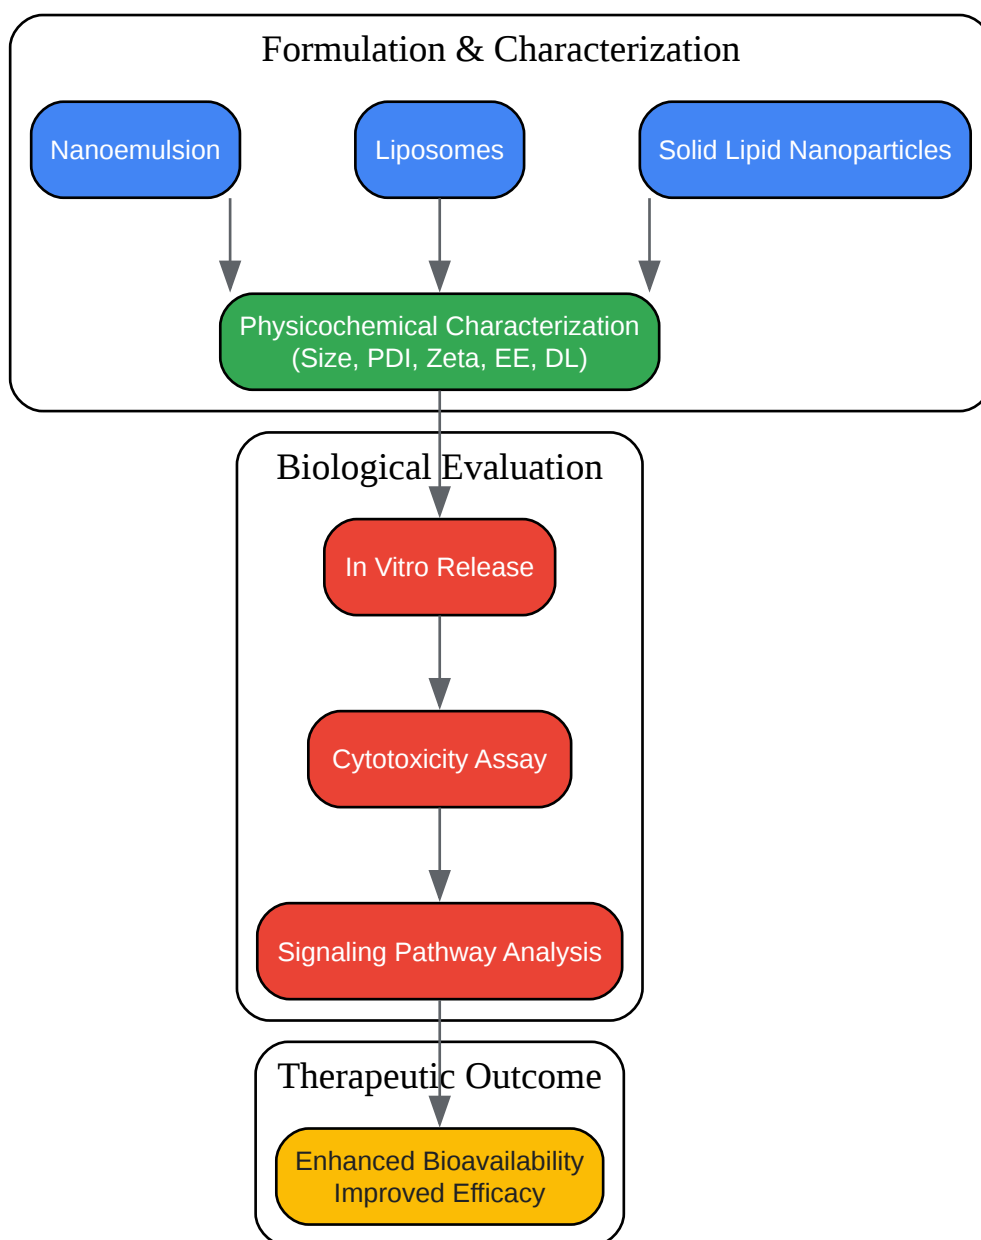 Formulation & Characterization
Nanoemulsion
Liposomes
Solid Lipid Nanoparticles
Physicochemical Characterization
(Size, PDI, Zeta, EE, DL)
Biological Evaluation
In Vitro Release
Cytotoxicity Assay
Signaling Pathway Analysis
Therapeutic Outcome
Enhanced Bioavailability
Improved Efficacy